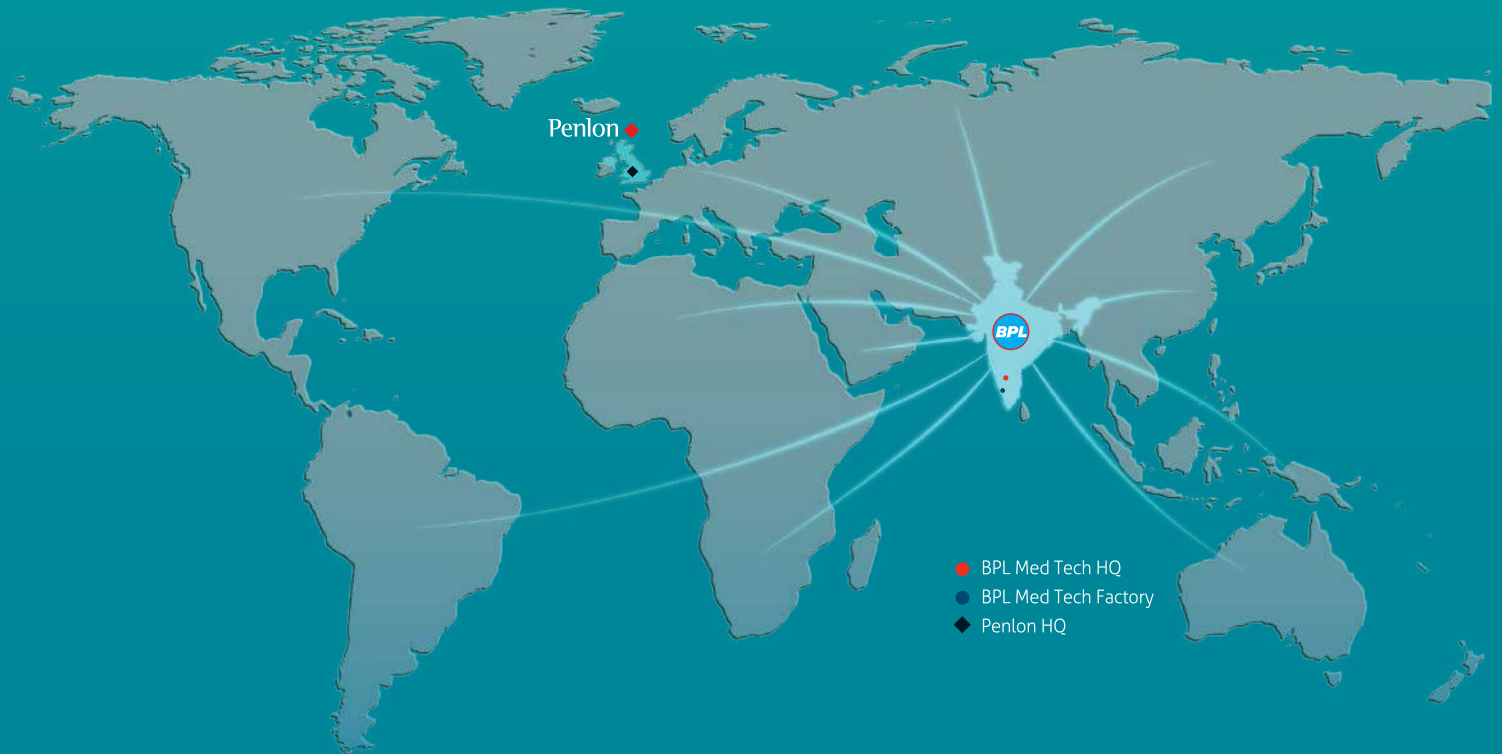 Penlon
BPL
BPL Med Tech HQ
BPL Med Tech Factory
Penlon HQ